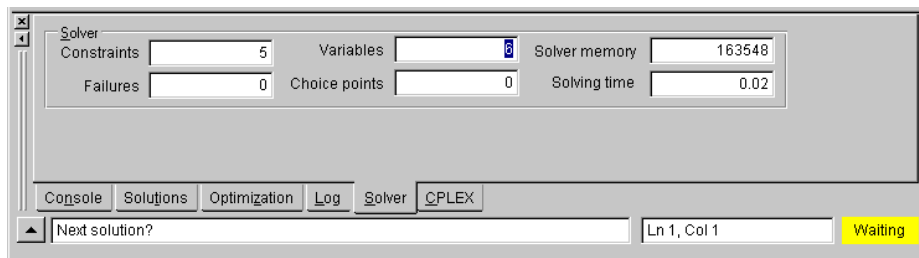 Solver
Constraints 5 Variables 6 Solver memory 163548
Failures 0 Choice points 0 Solving time 0.02
Console Solutions Optimization Log Solver CPLEX
Next solution? Ln 1, Col 1 Waiting